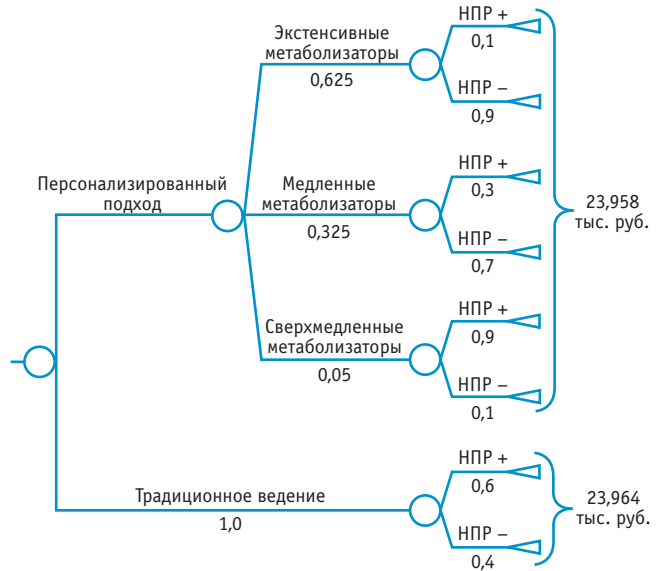 Экстенсивные
метаболизаторы
0,625
НПР +
0,1
НПР –
0,9
Персонализированный
подход
Медленные
метаболизаторы
0,325
НПР +
0,3
НПР –
0,7
23,958
тыс. руб.
Сверхмедленные
метаболизаторы
0,05
НПР +
0,9
НПР –
0,1
Традиционное ведение
1,0
НПР +
0,6
НПР –
0,4
23,964
тыс. руб.